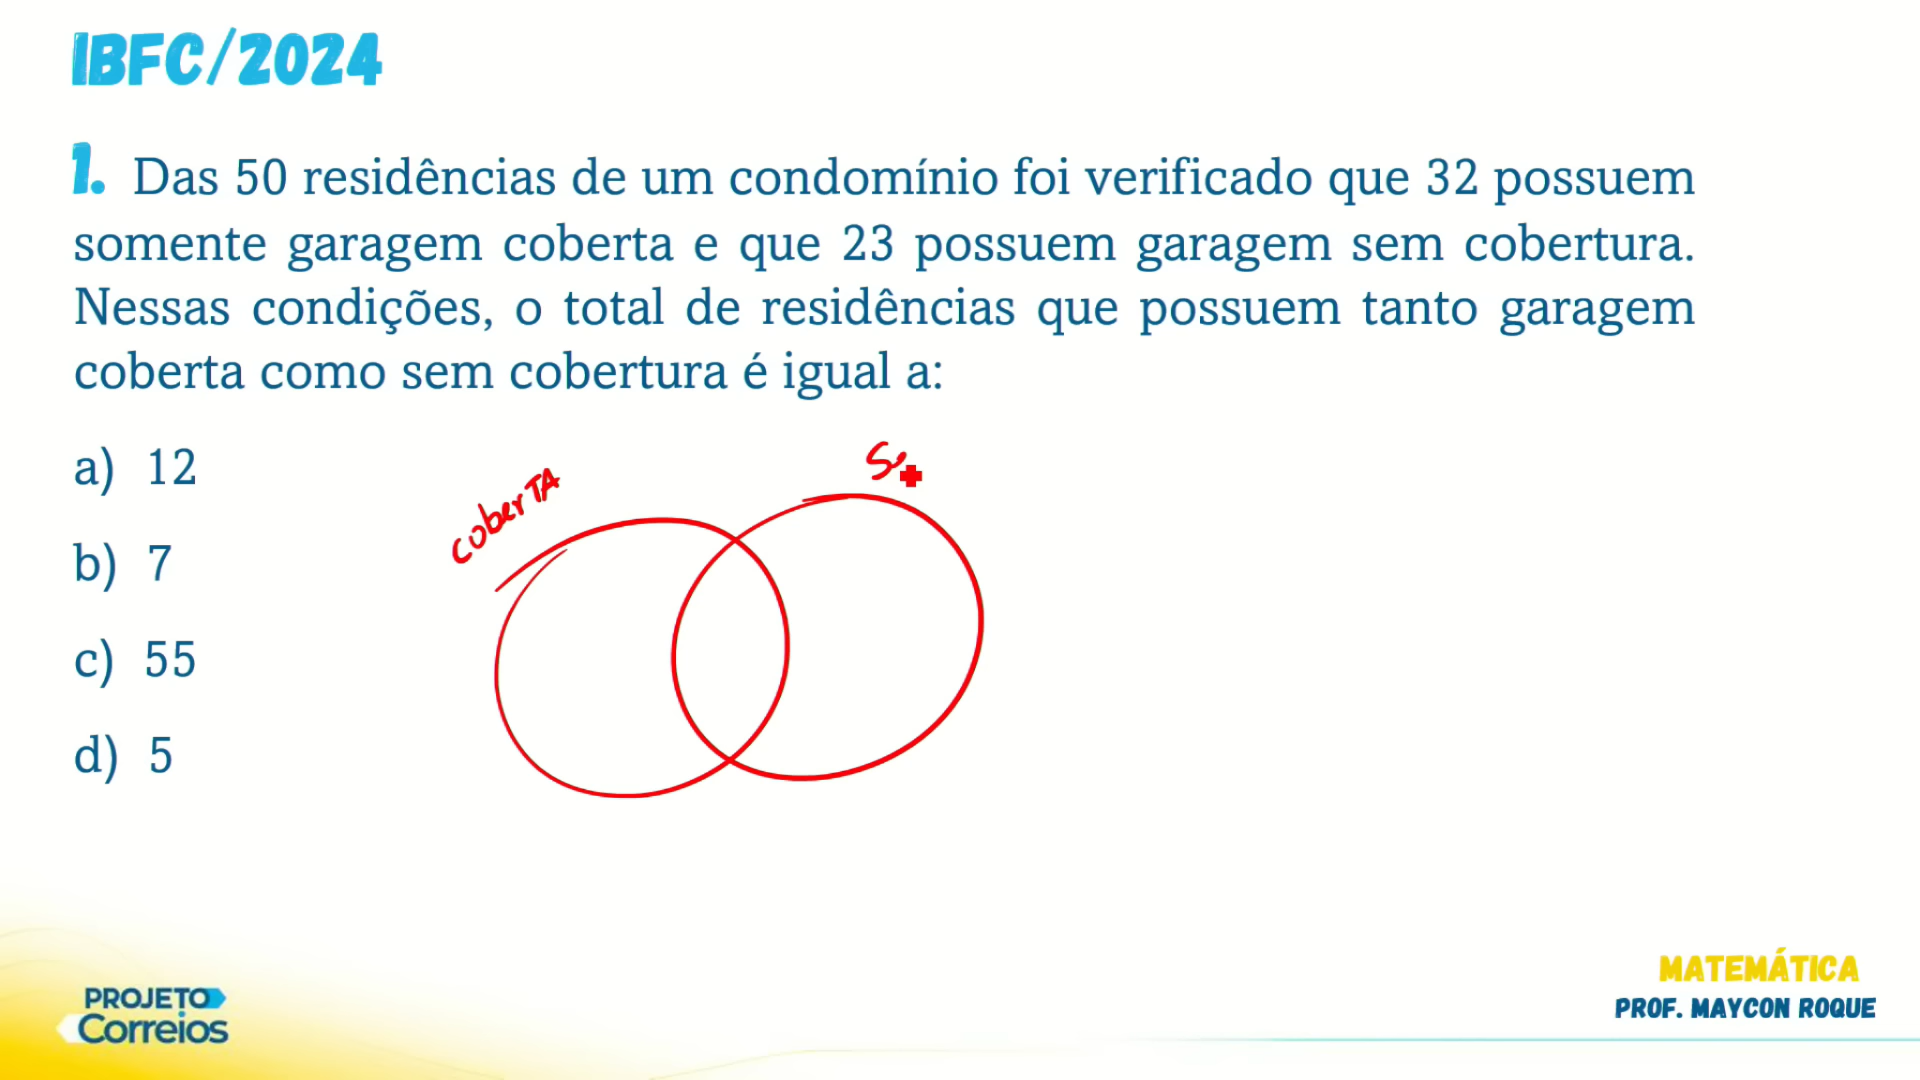 IBFC/2024
1. Das 50 residências de um condomínio foi verificado que 32 possuem
somente garagem coberta e que 23 possuem garagem sem cobertura.
Nessas condições, o total de residências que possuem tanto garagem
coberta como sem cobertura é igual a:
a) 12
b) 7
c) 55
d) 5
coberTA
PROJETO
Correios
MATEMÁTICA
PROF. MAYCON ROQUE